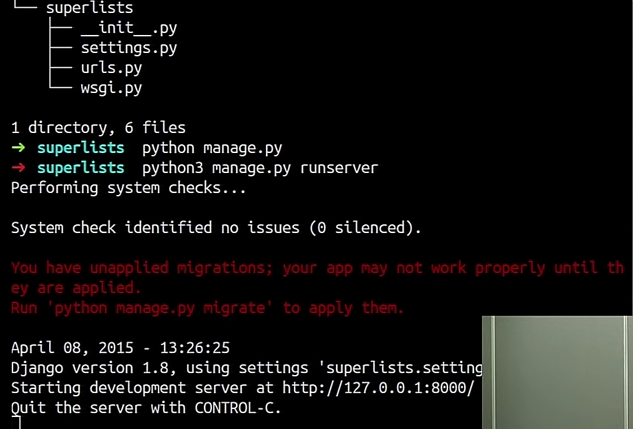 └── superlists
├── __init__.py
├── settings.py
├── urls.py
└── wsgi.py
1 directory, 6 files
➜ superlists python manage.py
➜ superlists python3 manage.py runserver
Performing system checks...
System check identified no issues (0 silenced).
You have unapplied migrations; your app may not work properly until th
ey are applied.
Run 'python manage.py migrate' to apply them.
April 08, 2015 - 13:26:25
Django version 1.8, using settings 'superlists.setting
Starting development server at http://127.0.0.1:8000/
Quit the server with CONTROL-C.